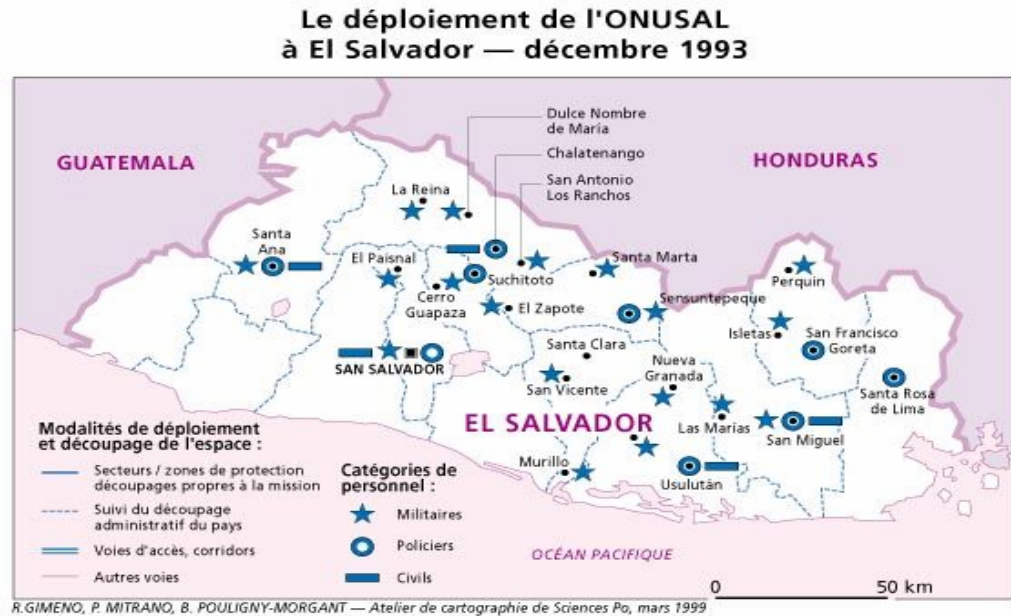 Le déploiement de l'ONUSAL
à El Salvador — décembre 1993
GUATEMALA
HONDURAS
Dulce Nombre
de María
Chalatenango
San Antonio
Los Ranchos
La Reina
Santa
Ana
El Paisnal
Cerro
Guapaza
Suchitoto
El Zapote
Santa Marta
Sensuntepeque
Perquin
Isletas
San Francisco
Goreta
Santa Rosa
de Lima
SAN SALVADOR
Santa Clara
San Vicente
Nueva
Granada
Las Marías
San Miguel
EL SALVADOR
Murillo
Usulután
OCÉAN PACIFIQUE
Modalités de déploiement
et découpage de l'espace :
Secteurs / zones de protection
découpages propres à la mission
Suivi du découpage
administratif du pays
Voies d'accès, corridors
Autres voies
Catégories de
personnel :
Militaires
Policiers
Civils
0 50 km
R.GIMENO, P. MITRANO, B. POULIGNY-MORGANT — Atelier de cartographie de Sciences Po, mars 1999